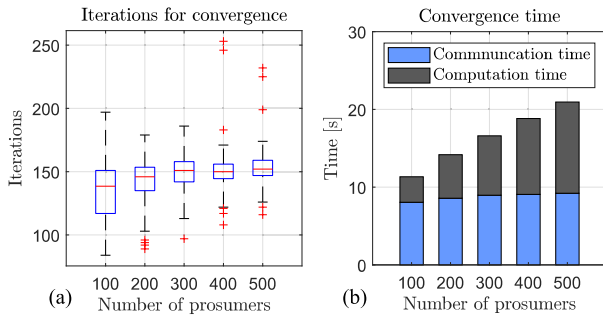 Iterations for convergence
250
200
150
100
Iterations
100 200 300 400 500
Number of prosumers
(a)
Convergence time
Commnuncation time
Computation time
30
20
10
0
Time [s]
100 200 300 400 500
Number of prosumers
(b)